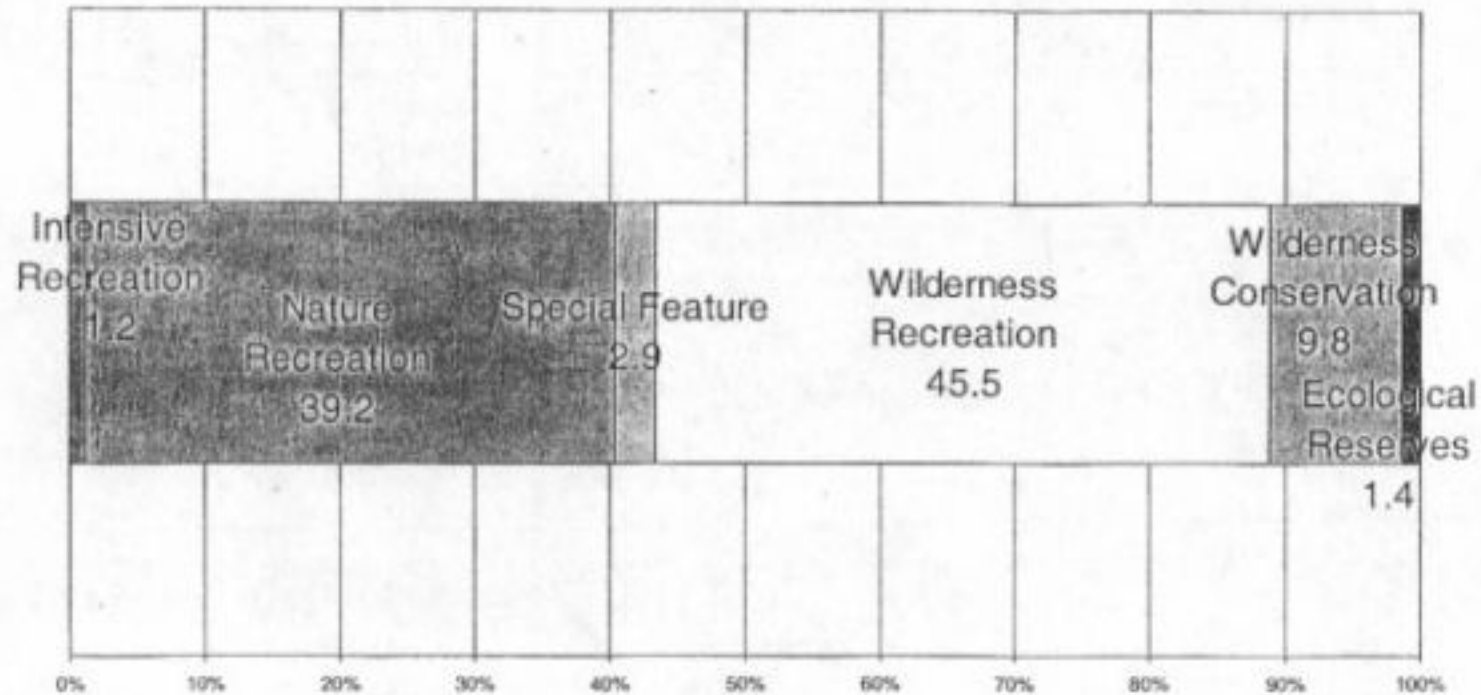 Intensive
Recreation
1.2
Nature
Recreation
39.2
Special Feature
2.9
Wilderness
Recreation
45.5
Wilderness
Conservation
9.8
Ecological
Reserves
1.4
0% 10% 20% 30% 40% 50% 60% 70% 80% 90% 100%